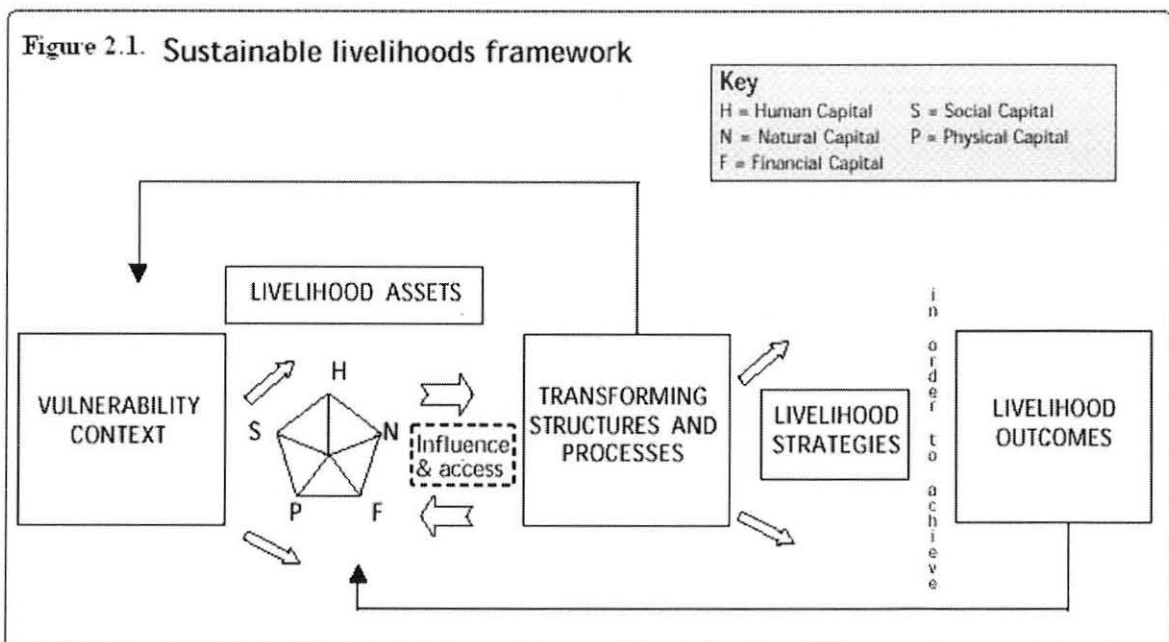 Figure 2.1. Sustainable livelihoods framework
Key
H = Human Capital S = Social Capital
N = Natural Capital P = Physical Capital
F = Financial Capital
LIVELIHOOD ASSETS
VULNERABILITY
CONTEXT
H
S
N
P
F
Influence
& access
TRANSFORMING
STRUCTURES AND
PROCESSES
LIVELIHOOD
STRATEGIES
in order to achieve
LIVELIHOOD
OUTCOMES